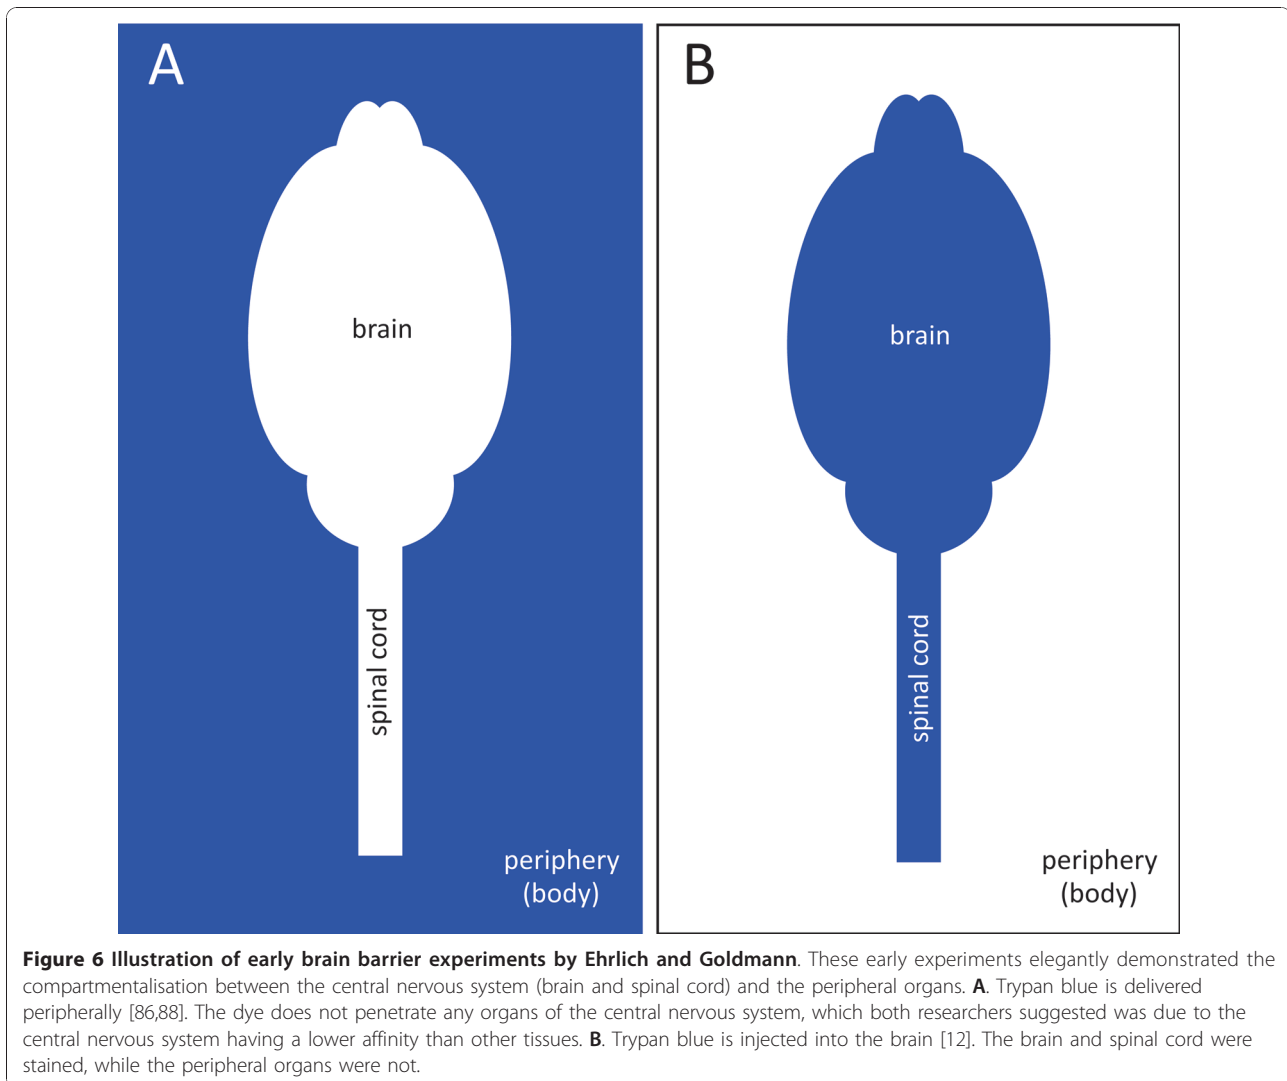 A
brain
spinal cord
periphery
(body)
B
brain
spinal cord
periphery
(body)
Figure 6 Illustration of early brain barrier experiments by Ehrlich and Goldmann. These early experiments elegantly demonstrated the
compartmentalisation between the central nervous system (brain and spinal cord) and the peripheral organs. A. Trypan blue is delivered
peripherally [86,88]. The dye does not penetrate any organs of the central nervous system, which both researchers suggested was due to the
central nervous system having a lower affinity than other tissues. B. Trypan blue is injected into the brain [12]. The brain and spinal cord were
stained, while the peripheral organs were not.